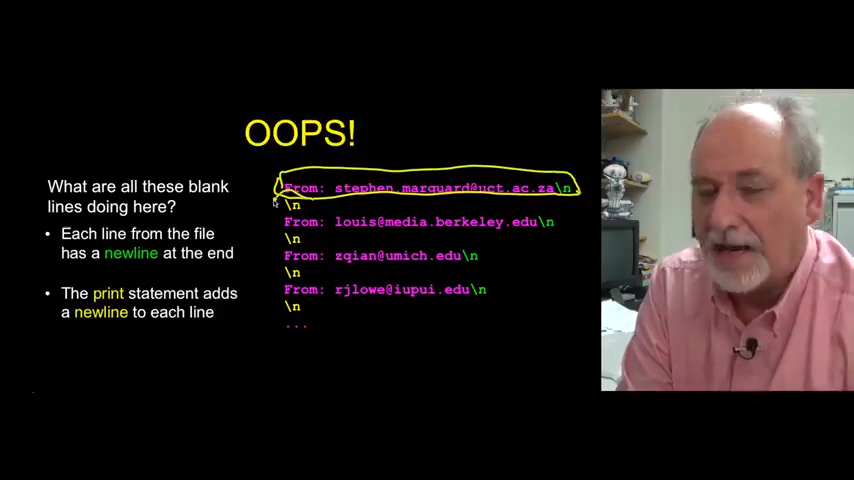 OOPS!
What are all these blank
lines doing here?
• Each line from the file
has a newline at the end
• The print statement adds
a newline to each line
From: stephen.marquard@uct.ac.za\n
\n
From: louis@media.berkeley.edu\n
\n
From: zqian@umich.edu\n
\n
From: rjlowe@iupui.edu\n
\n
...